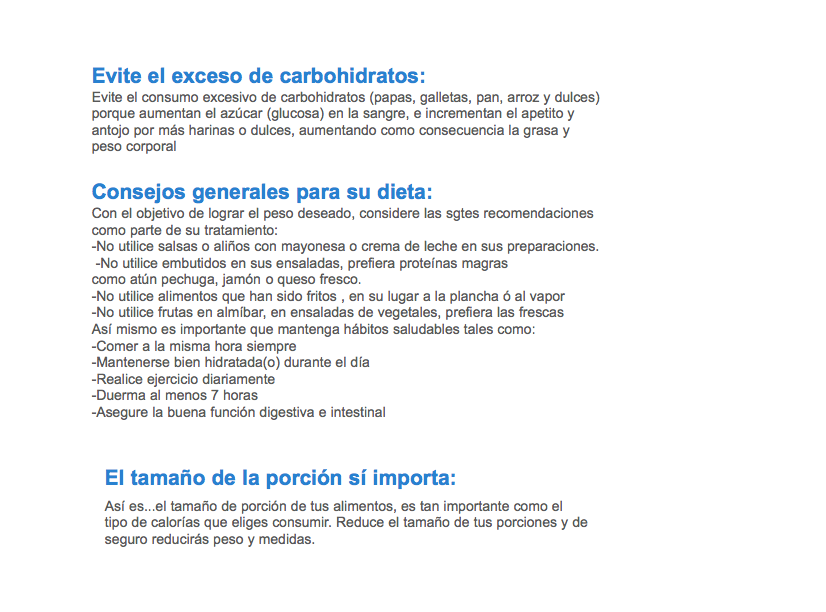 Evite el exceso de carbohidratos:
Evite el consumo excesivo de carbohidratos (papas, galletas, pan, arroz y dulces)
porque aumentan el azúcar (glucosa) en la sangre, e incrementan el apetito y
antojo por más harinas o dulces, aumentando como consecuencia la grasa y
peso corporal
Consejos generales para su dieta:
Con el objetivo de lograr el peso deseado, considere las sgtes recomendaciones
como parte de su tratamiento:
-No utilice salsas o aliños con mayonesa o crema de leche en sus preparaciones.
-No utilice embutidos en sus ensaladas, prefiera proteínas magras
como atún pechuga, jamón o queso fresco.
-No utilice alimentos que han sido fritos , en su lugar a la plancha ó al vapor
-No utilice frutas en almíbar, en ensaladas de vegetales, prefiera las frescas
Así mismo es importante que mantenga hábitos saludables tales como:
-Comer a la misma hora siempre
-Mantenerse bien hidratada(o) durante el día
-Realice ejercicio diariamente
-Duerma al menos 7 horas
-Asegure la buena función digestiva e intestinal
El tamaño de la porción sí importa:
Así es...el tamaño de porción de tus alimentos, es tan importante como el
tipo de calorías que eliges consumir. Reduce el tamaño de tus porciones y de
seguro reducirás peso y medidas.